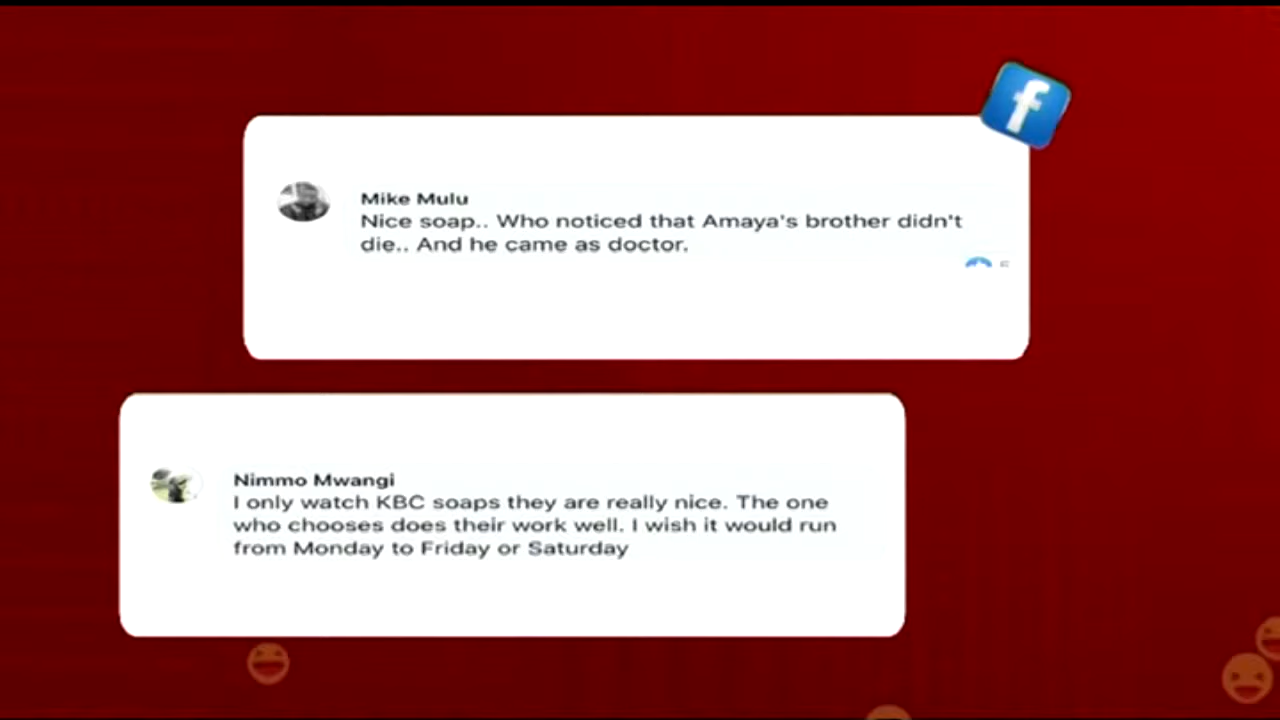 f
Mike Mulu
Nice soap.. Who noticed that Amaya's brother didn't
die.. And he came as doctor.
Nimmo Mwangi
I only watch KBC soaps they are really nice. The one
who chooses does their work well. I wish it would run
from Monday to Friday or Saturday